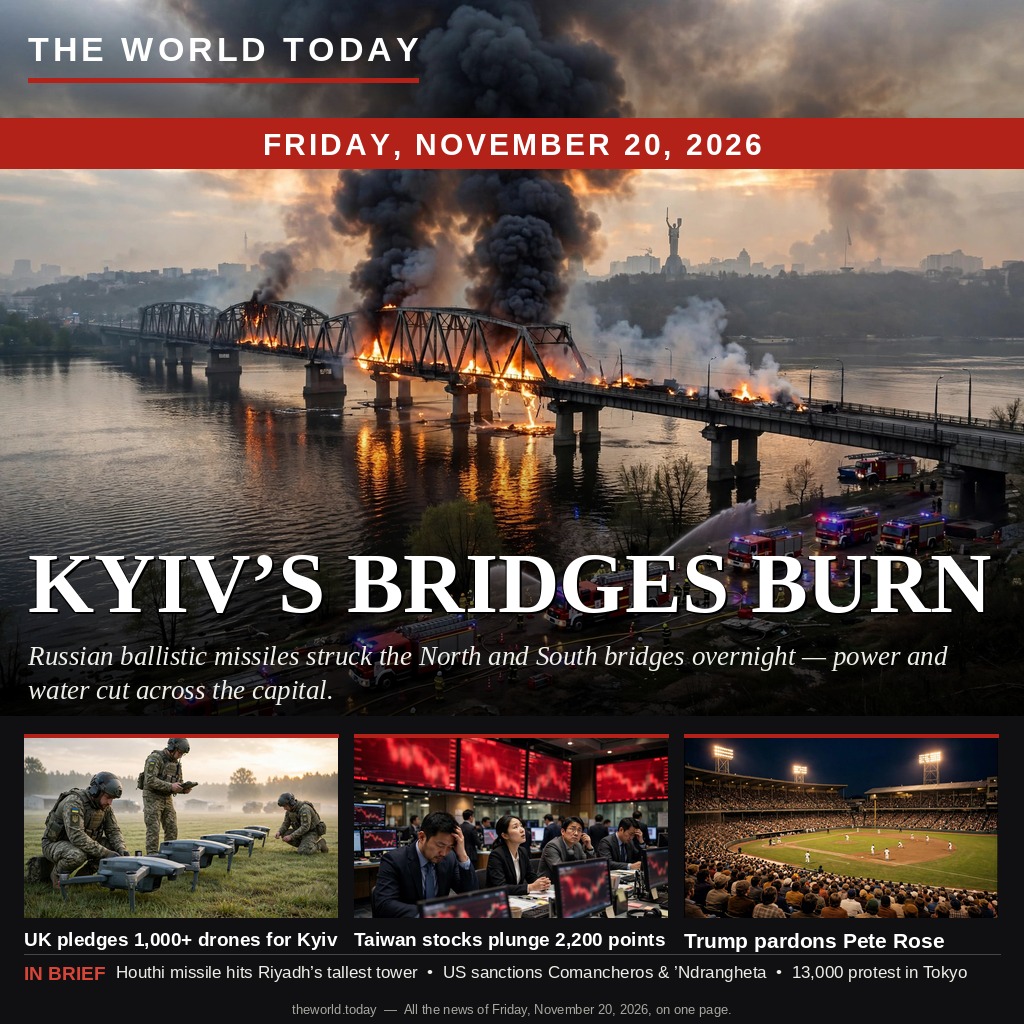 THE WORLD TODAY
FRIDAY, NOVEMBER 20, 2026
KYIV’S BRIDGES BURN
Russian ballistic missiles struck the North and South bridges overnight — power and
water cut across the capital.
UK pledges 1,000+ drones for Kyiv
Taiwan stocks plunge 2,200 points
Trump pardons Pete Rose
IN BRIEF Houthi missile hits Riyadh’s tallest tower • US sanctions Comancheros & ’Ndrangheta • 13,000 protest in Tokyo
theworld.today — All the news of Friday, November 20, 2026, on one page.